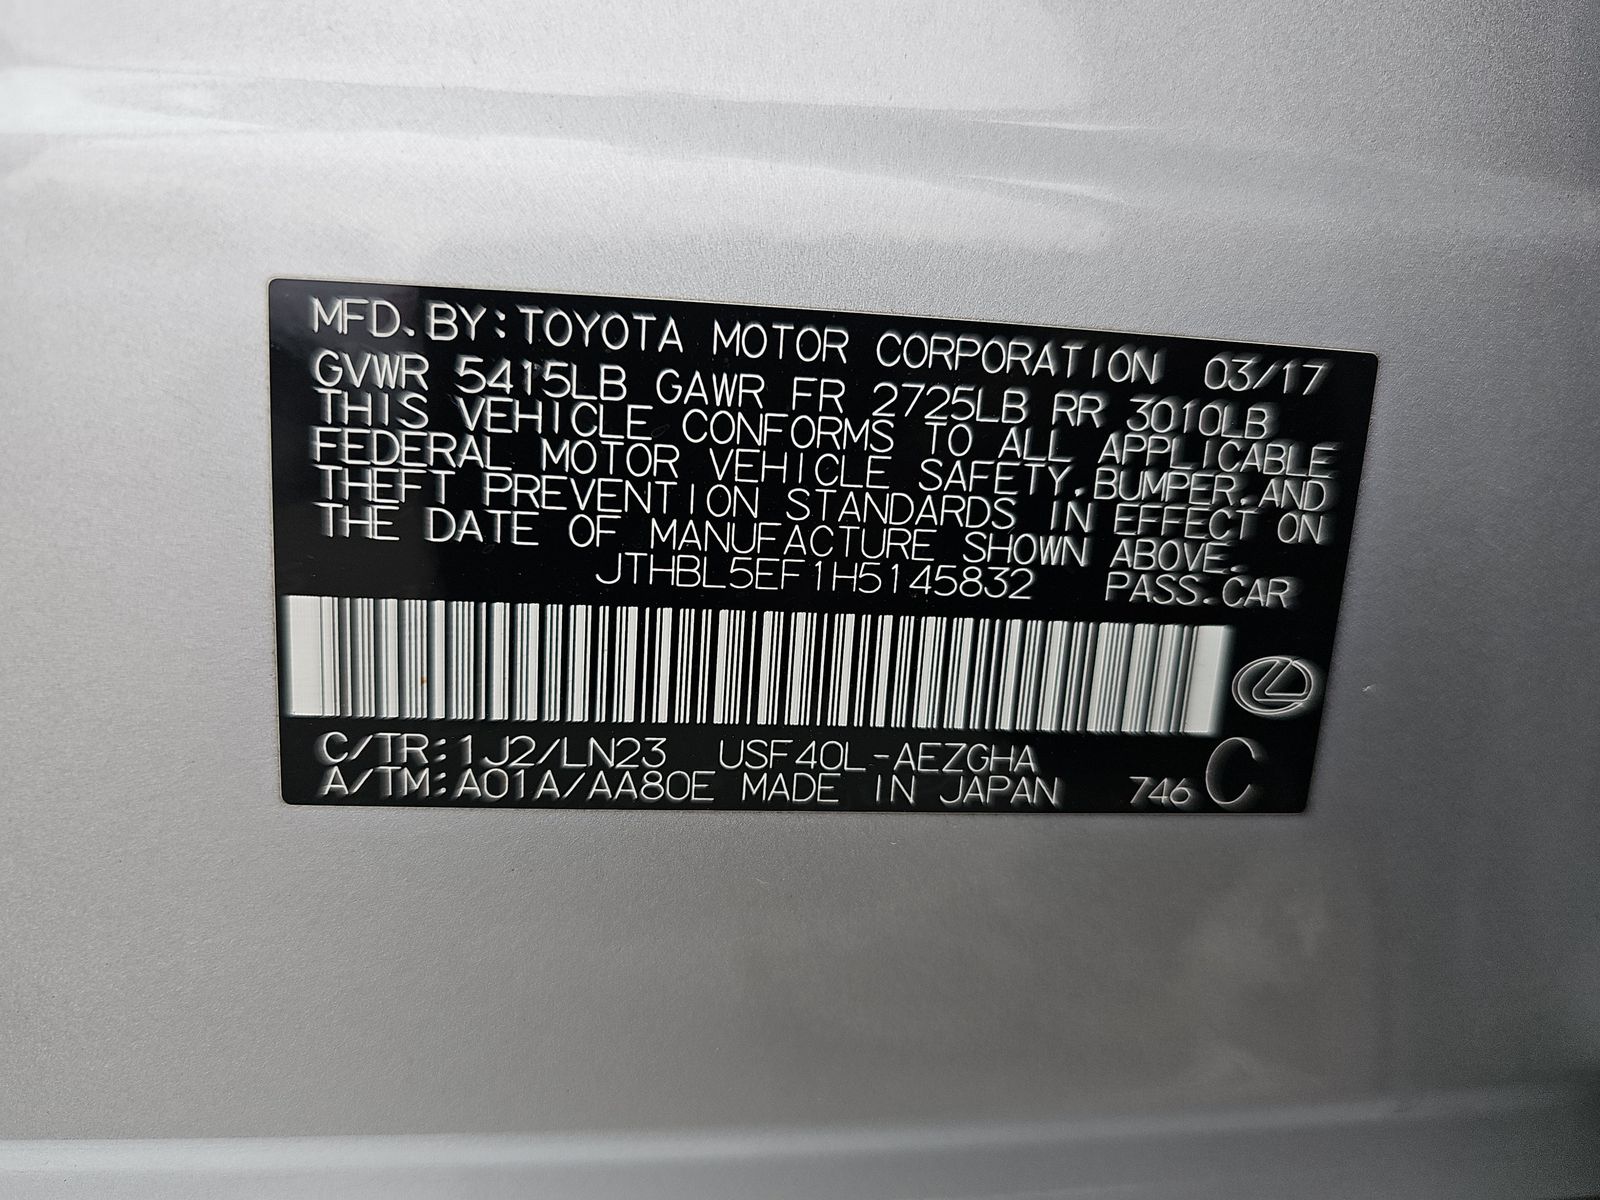 MFD.BY:TOYOTA MOTOR CORPORATION 03/17
GVWR 5415LB GAWR FR 2725LB RR 3010LB
THIS VEHICLE CONFORMS TO ALL APPLICABLE
FEDERAL MOTOR VEHICLE SAFETY,BUMPER,AND
THEFT PREVENTION STANDARDS IN EFFECT ON
THE DATE OF MANUFACTURE SHOWN ABOVE.
JTHBL5EF1H5145832 PASS.CAR
C/TR:1J2/LN23 USF40L-AEZGHA
A/TM:A01A/AA80E MADE IN JAPAN 746 C